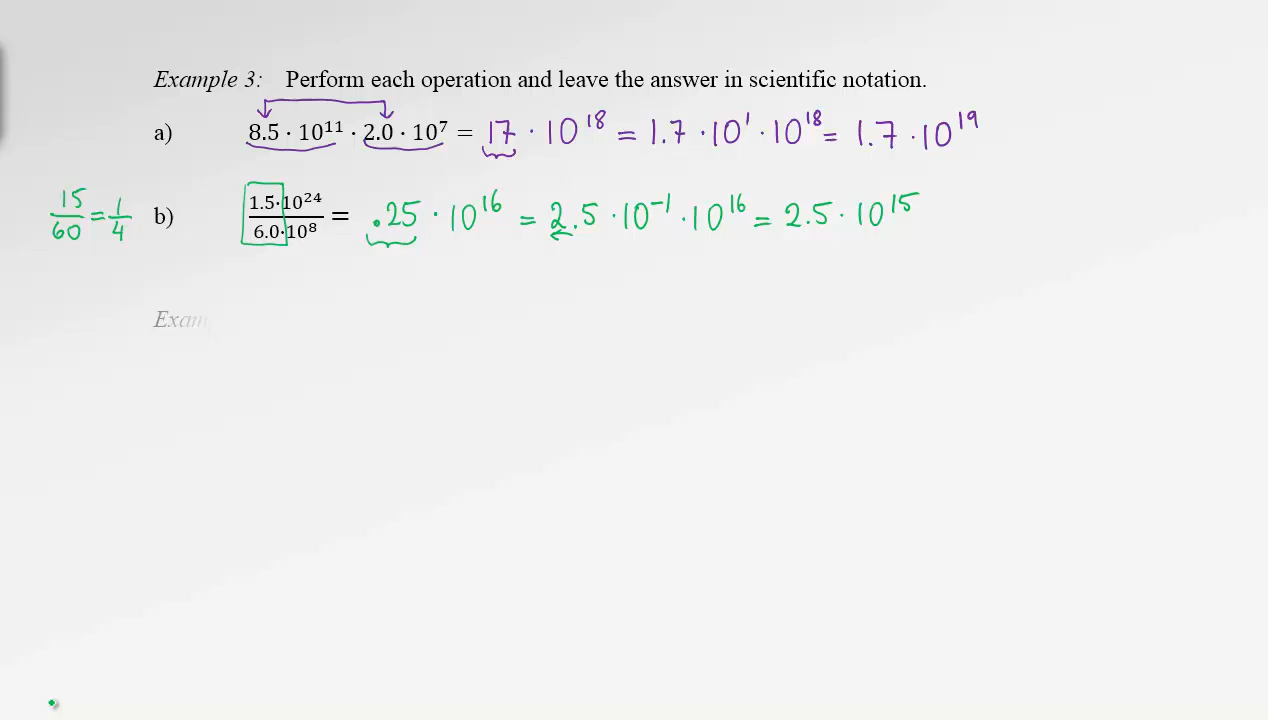 Example 3: Perform each operation and leave the answer in scientific notation.
a) 8.5 · 10¹¹ · 2.0 · 10⁷ = 17 · 10¹⁸ = 1.7 · 10¹ · 10¹⁸ = 1.7 · 10¹⁹
15/60 = 1/4 b) 1.5·10²⁴/6.0·10⁸ = .25 · 10¹⁶ = 2.5 · 10⁻¹ · 10¹⁶ = 2.5 · 10¹⁵
Exam